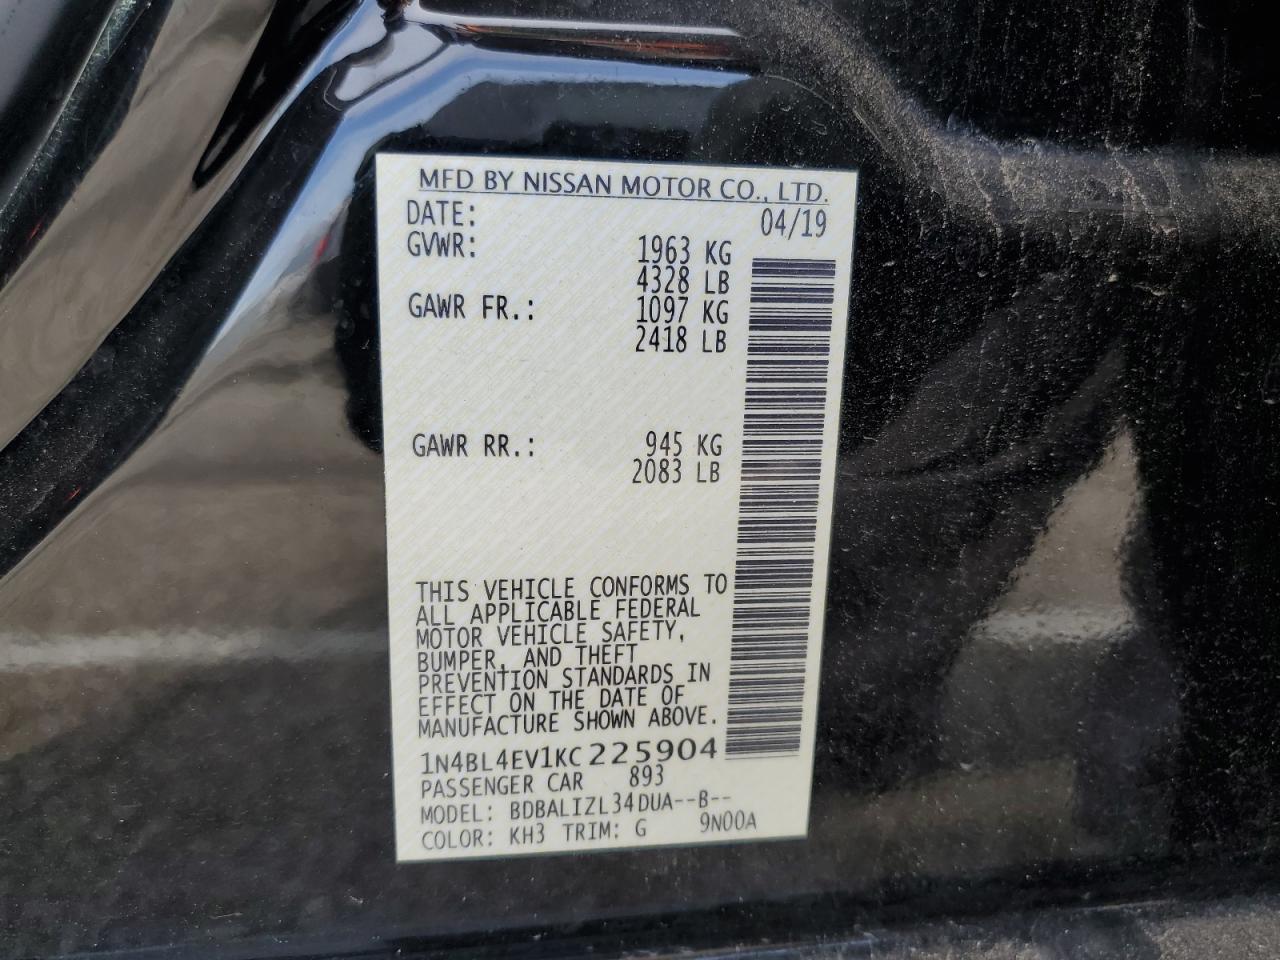 MFD BY NISSAN MOTOR CO., LTD.
DATE: 04/19
GVWR: 1963 KG
4328 LB
GAWR FR.: 1097 KG
2418 LB
GAWR RR.: 945 KG
2083 LB
THIS VEHICLE CONFORMS TO
ALL APPLICABLE FEDERAL
MOTOR VEHICLE SAFETY,
BUMPER, AND THEFT
PREVENTION STANDARDS IN
EFFECT ON THE DATE OF
MANUFACTURE SHOWN ABOVE.
1N4BL4EV1KC225904
PASSENGER CAR 893
MODEL: BDBALIZL34DUA--B--
COLOR: KH3 TRIM: G 9N00A